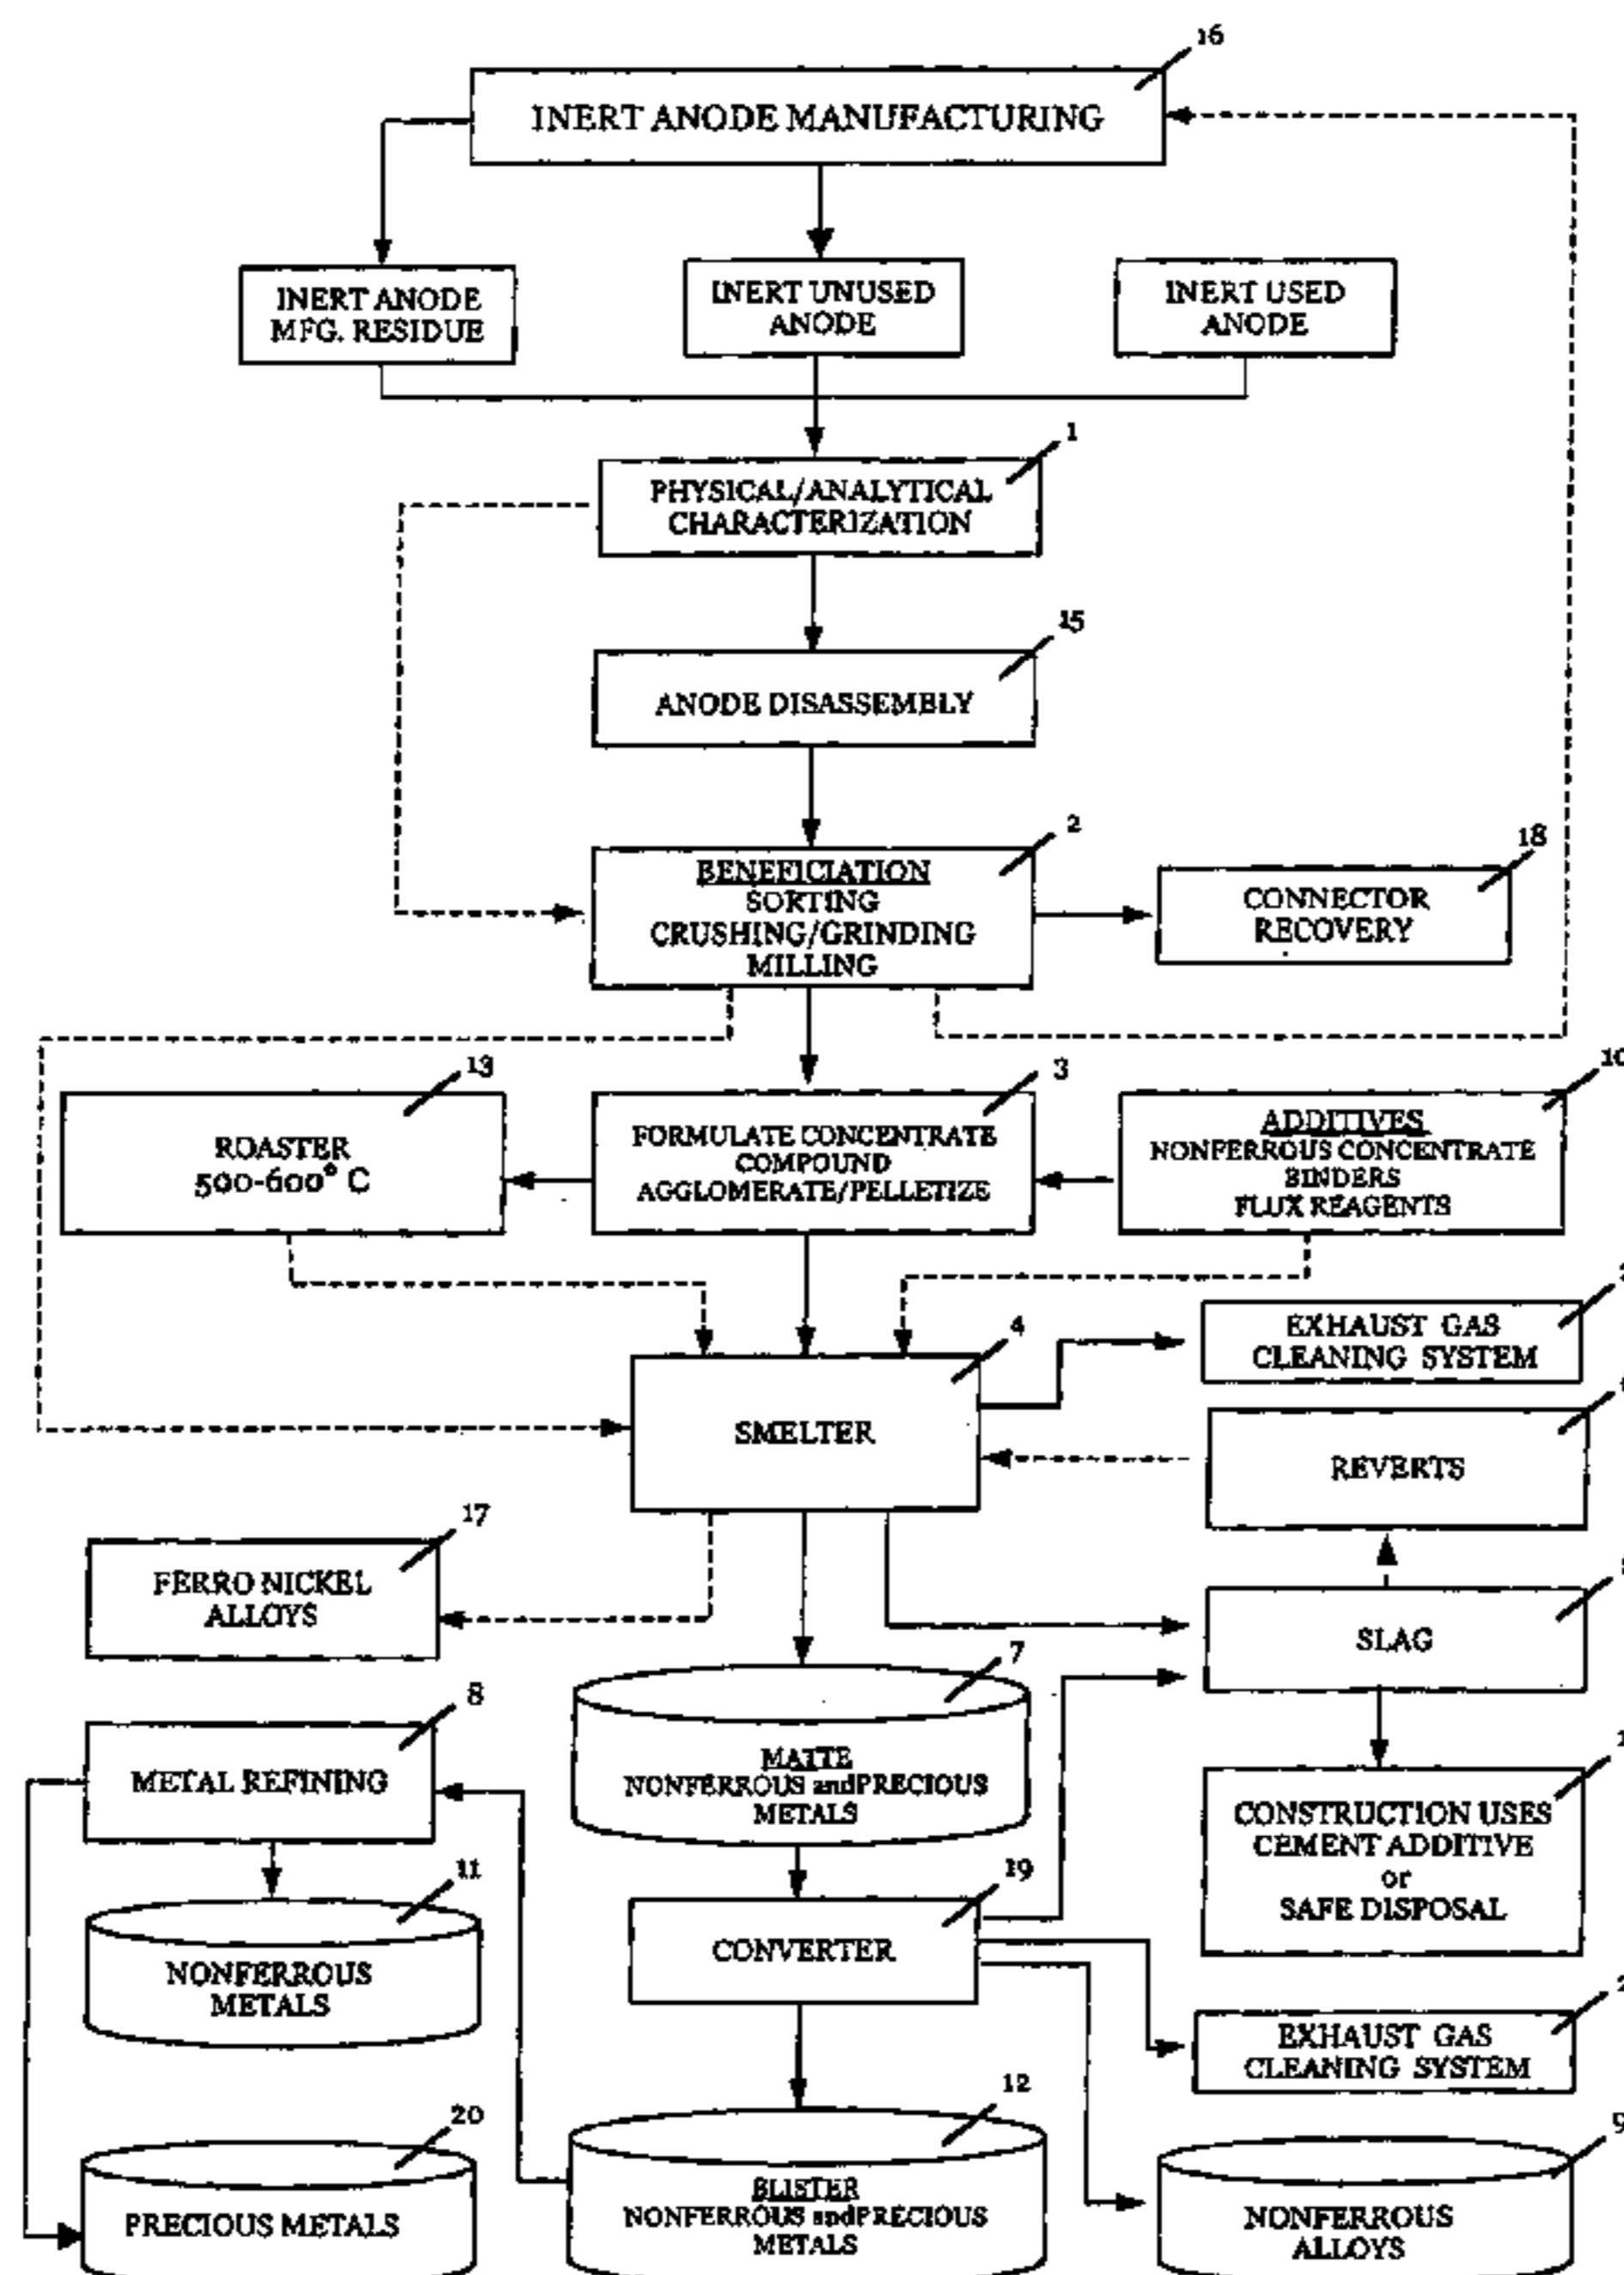 16
INERT ANODE MANUFACTURING
INERT ANODE
MFG. RESIDUE
INERT UNUSED
ANODE
INERT USED
ANODE
1
PHYSICAL/ANALYTICAL
CHARACTERIZATION
15
ANODE DISASSEMBLY
2
BENEFICIATION
SORTING
CRUSHING/GRINDING
MILLING
18
CONNECTOR
RECOVERY
13
ROASTER
500-600° C
3
FORMULATE CONCENTRATE
COMPOUND
AGGLOMERATE/PELLETIZE
10
ADDITIVES
NONFERROUS CONCENTRATE
BINDERS
FLUX REAGENTS
EXHAUST GAS
CLEANING SYSTEM
4
SMELTER
REVERTS
17
FERRO NICKEL
ALLOYS
SLAG
7
MATTE
NONFERROUS and PRECIOUS
METALS
8
METAL REFINING
CONSTRUCTION USES
CEMENT ADDITIVE
or
SAFE DISPOSAL
11
NONFERROUS
METALS
19
CONVERTER
EXHAUST GAS
CLEANING SYSTEM
20
PRECIOUS METALS
12
BLISTER
NONFERROUS and PRECIOUS
METALS
9
NONFERROUS
ALLOYS